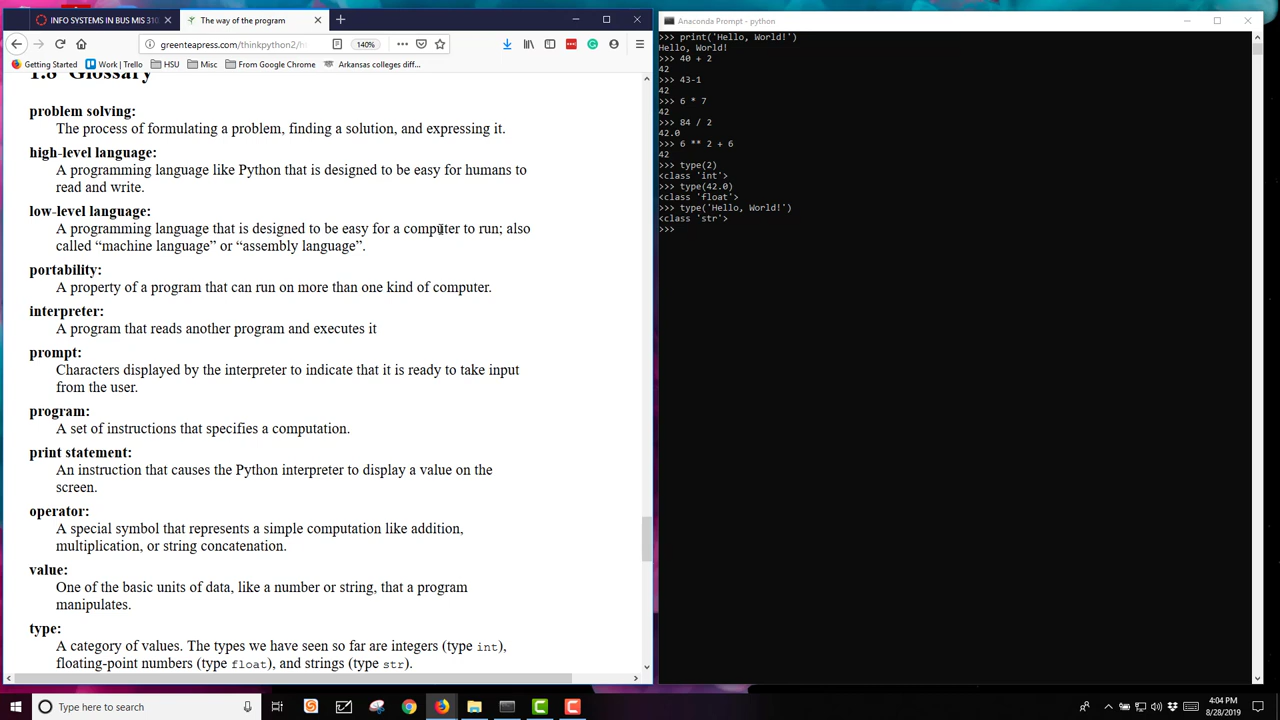 INFO SYSTEMS IN BUS MIS 310
The way of the program
greenteapress.com/thinkpython2/h
140%
Getting Started
Work | Trello
HSU
Misc
From Google Chrome
Arkansas colleges diff...
1.8 Glossary
problem solving:
The process of formulating a problem, finding a solution, and expressing it.
high-level language:
A programming language like Python that is designed to be easy for humans to
read and write.
low-level language:
A programming language that is designed to be easy for a computer to run; also
called “machine language” or “assembly language”.
portability:
A property of a program that can run on more than one kind of computer.
interpreter:
A program that reads another program and executes it
prompt:
Characters displayed by the interpreter to indicate that it is ready to take input
from the user.
program:
A set of instructions that specifies a computation.
print statement:
An instruction that causes the Python interpreter to display a value on the
screen.
operator:
A special symbol that represents a simple computation like addition,
multiplication, or string concatenation.
value:
One of the basic units of data, like a number or string, that a program
manipulates.
type:
A category of values. The types we have seen so far are integers (type int),
floating-point numbers (type float), and strings (type str).
Anaconda Prompt - python
>>> print('Hello, World!')
Hello, World!
>>> 40 + 2
42
>>> 43-1
42
>>> 6 * 7
42
>>> 84 / 2
42.0
>>> 6 ** 2 + 6
42
>>> type(2)
<class 'int'>
>>> type(42.0)
<class 'float'>
>>> type('Hello, World!')
<class 'str'>
>>>
Type here to search
4:04 PM
8/28/2019